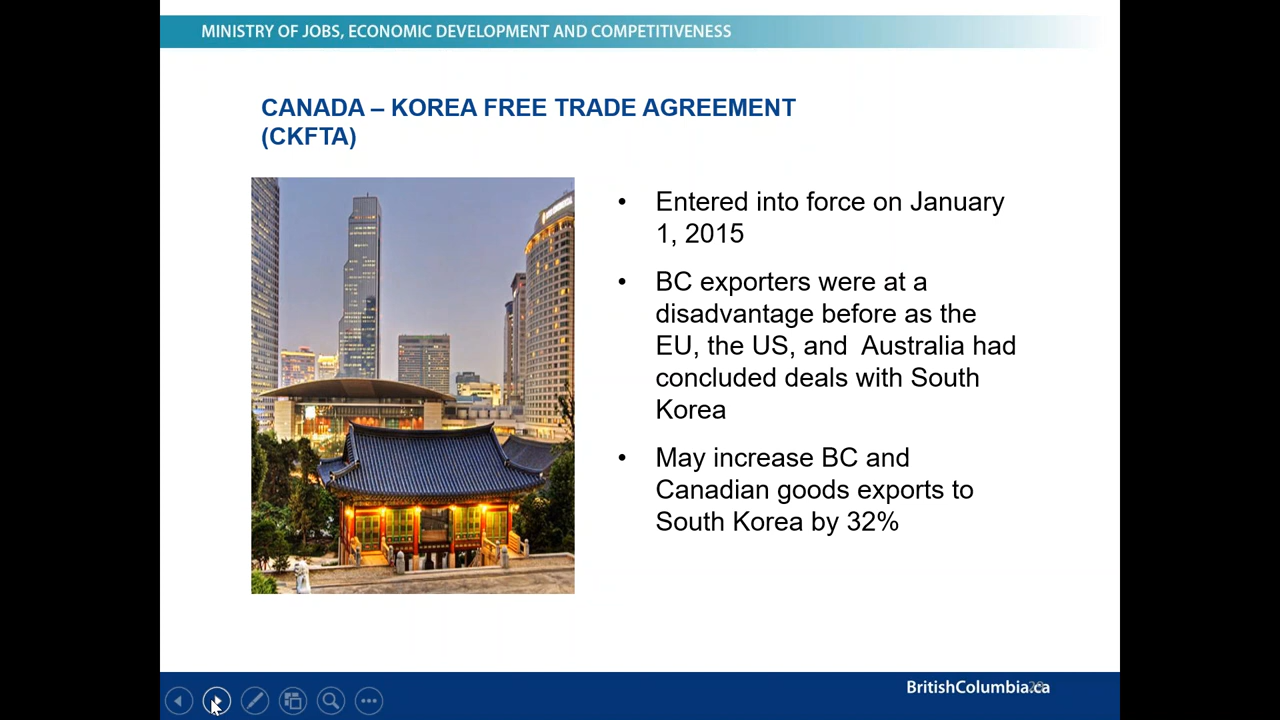 MINISTRY OF JOBS, ECONOMIC DEVELOPMENT AND COMPETITIVENESS
CANADA – KOREA FREE TRADE AGREEMENT
(CKFTA)
• Entered into force on January
1, 2015
• BC exporters were at a
disadvantage before as the
EU, the US, and  Australia had
concluded deals with South
Korea
• May increase BC and
Canadian goods exports to
South Korea by 32%
BritishColumbia.ca